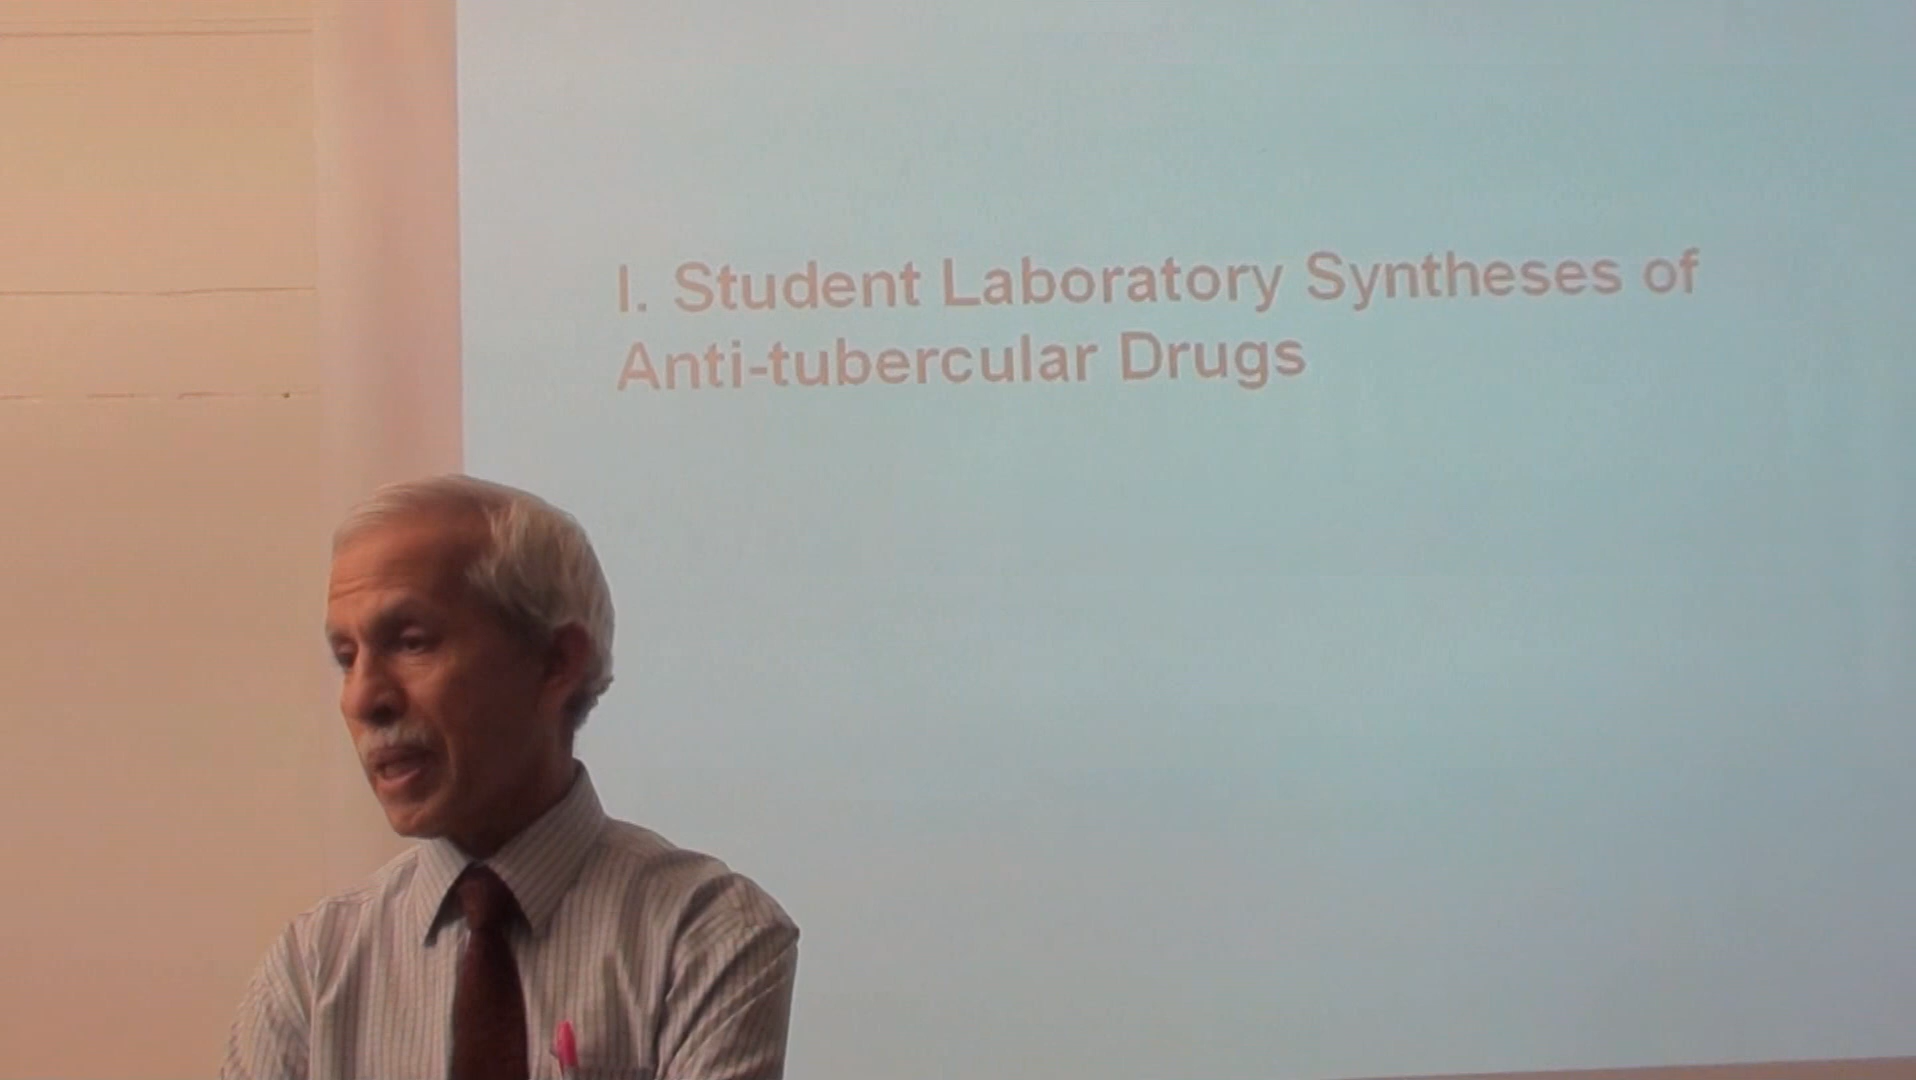 I. Student Laboratory Syntheses of
Anti-tubercular Drugs